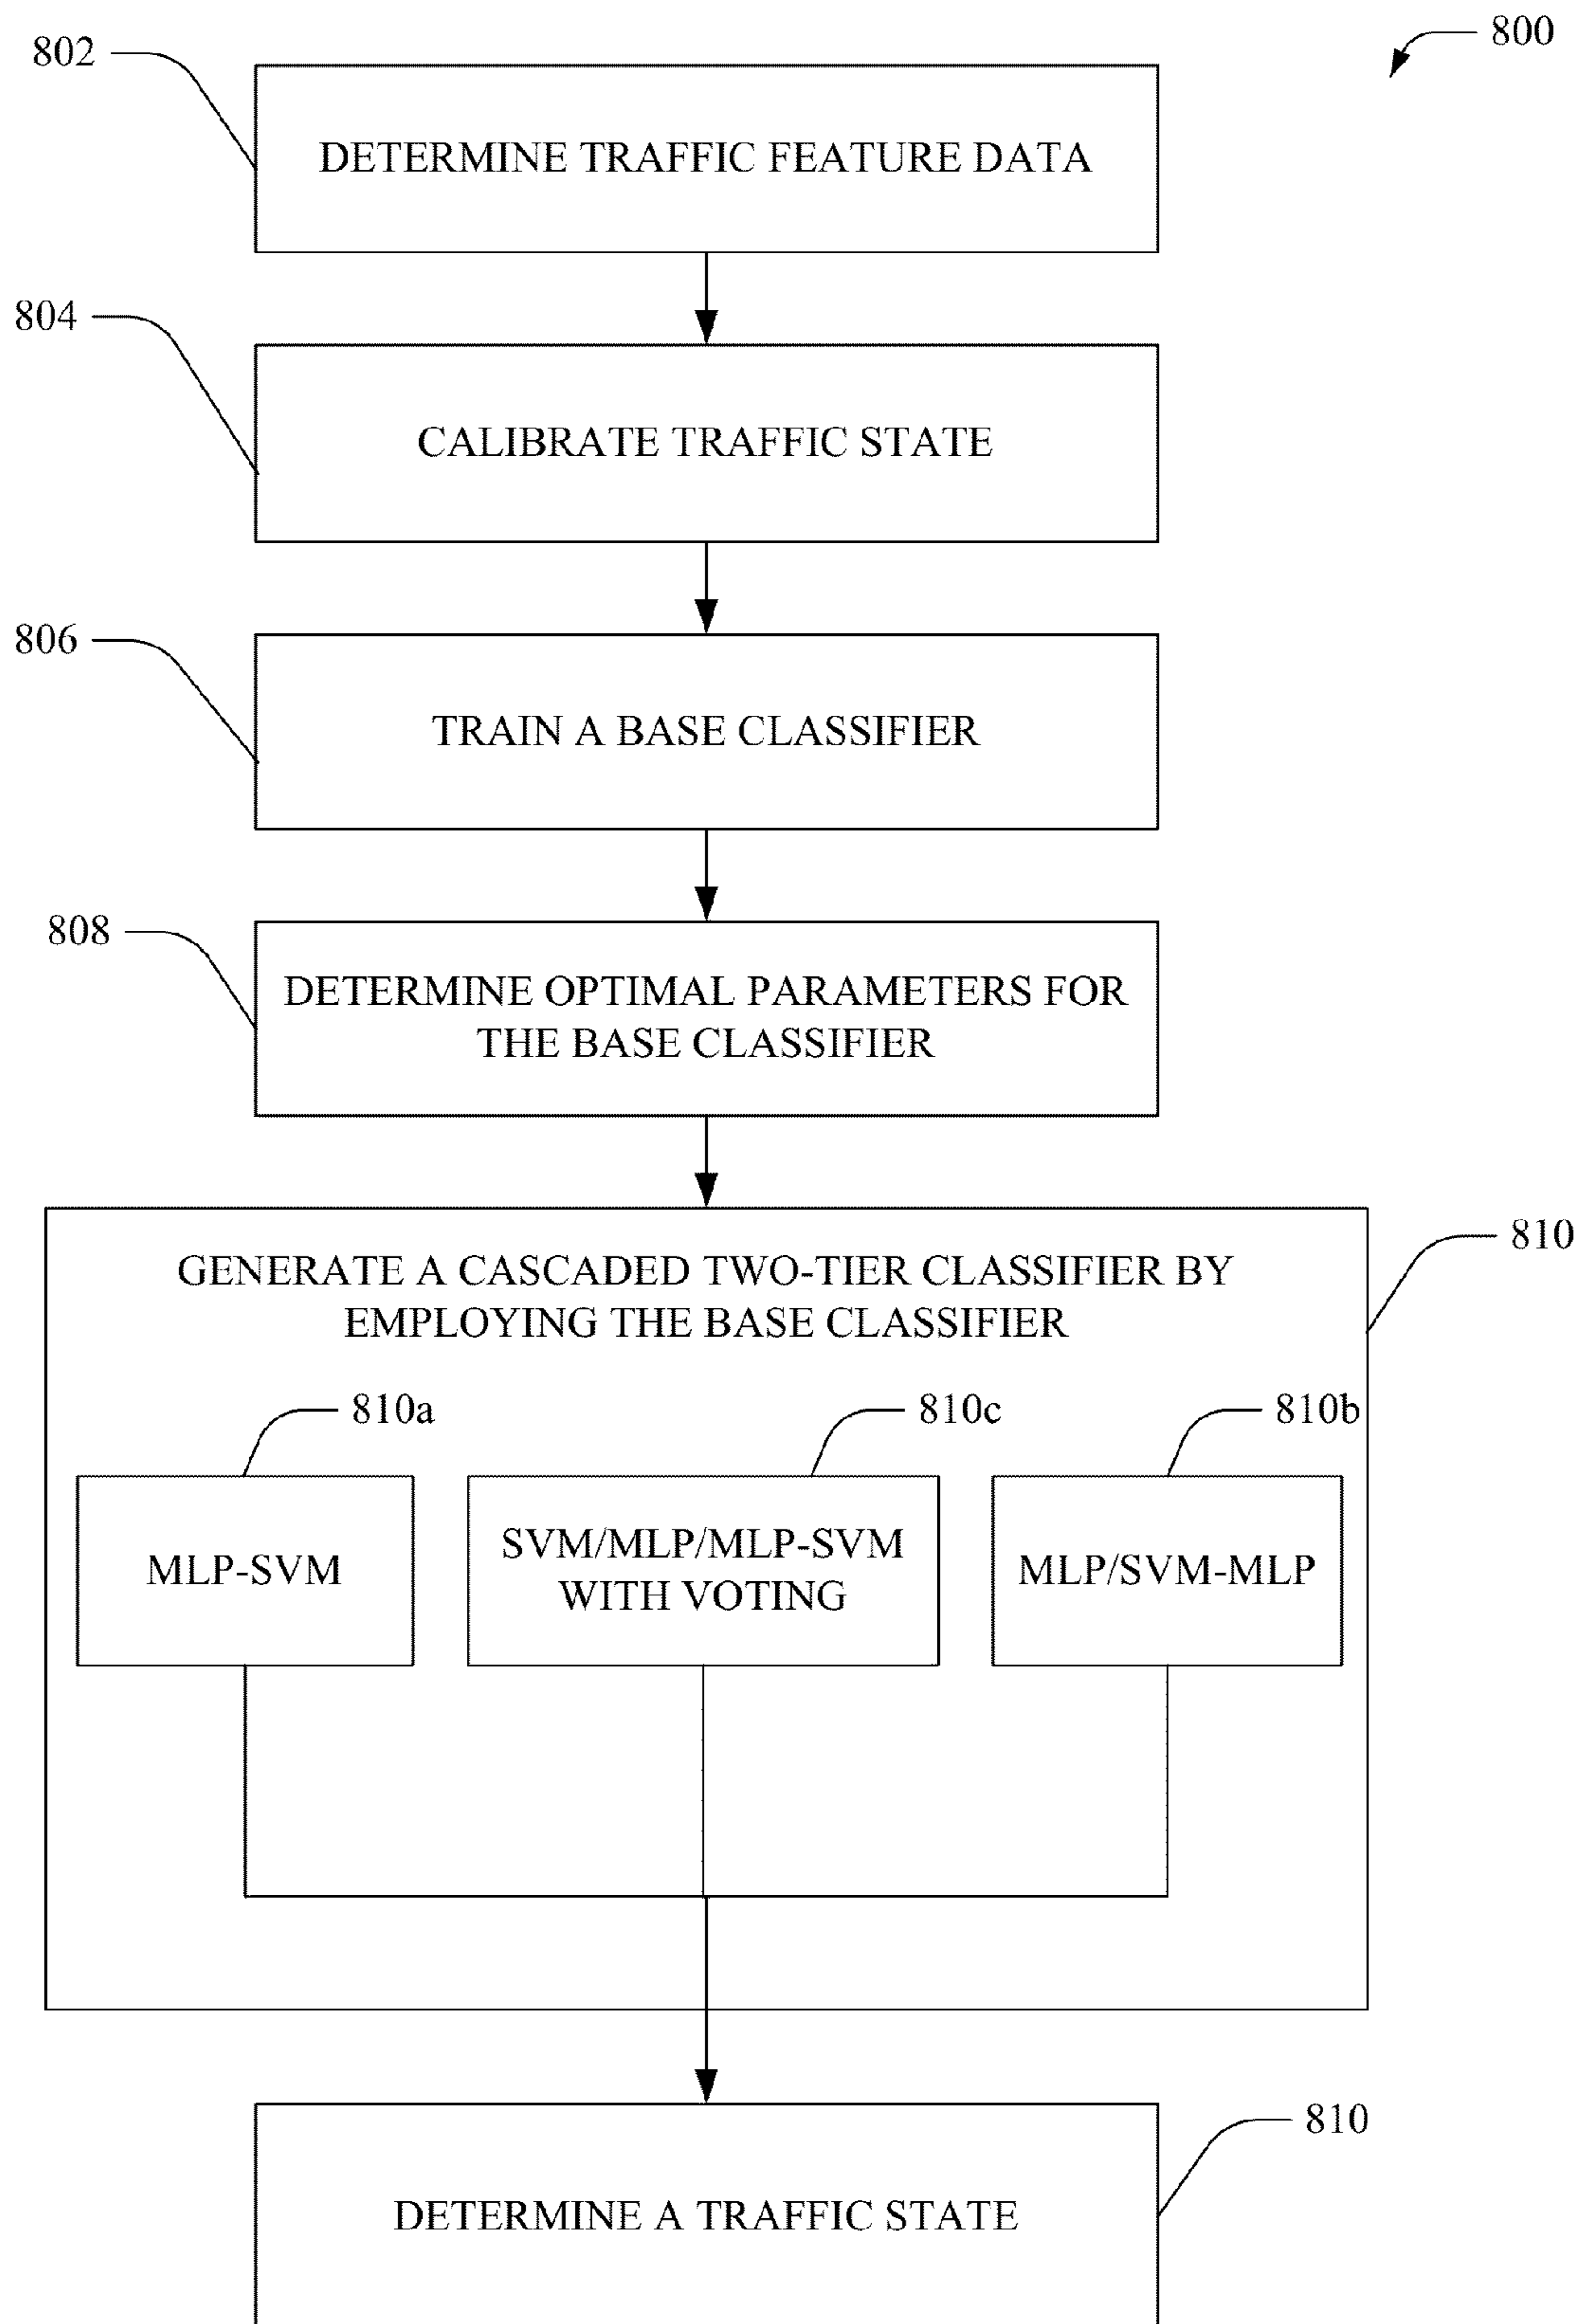 800
802
DETERMINE TRAFFIC FEATURE DATA
804
CALIBRATE TRAFFIC STATE
806
TRAIN A BASE CLASSIFIER
808
DETERMINE OPTIMAL PARAMETERS FOR
THE BASE CLASSIFIER
810
GENERATE A CASCADED TWO-TIER CLASSIFIER BY
EMPLOYING THE BASE CLASSIFIER
810a
810c
810b
MLP-SVM
SVM/MLP/MLP-SVM
WITH VOTING
MLP/SVM-MLP
810
DETERMINE A TRAFFIC STATE